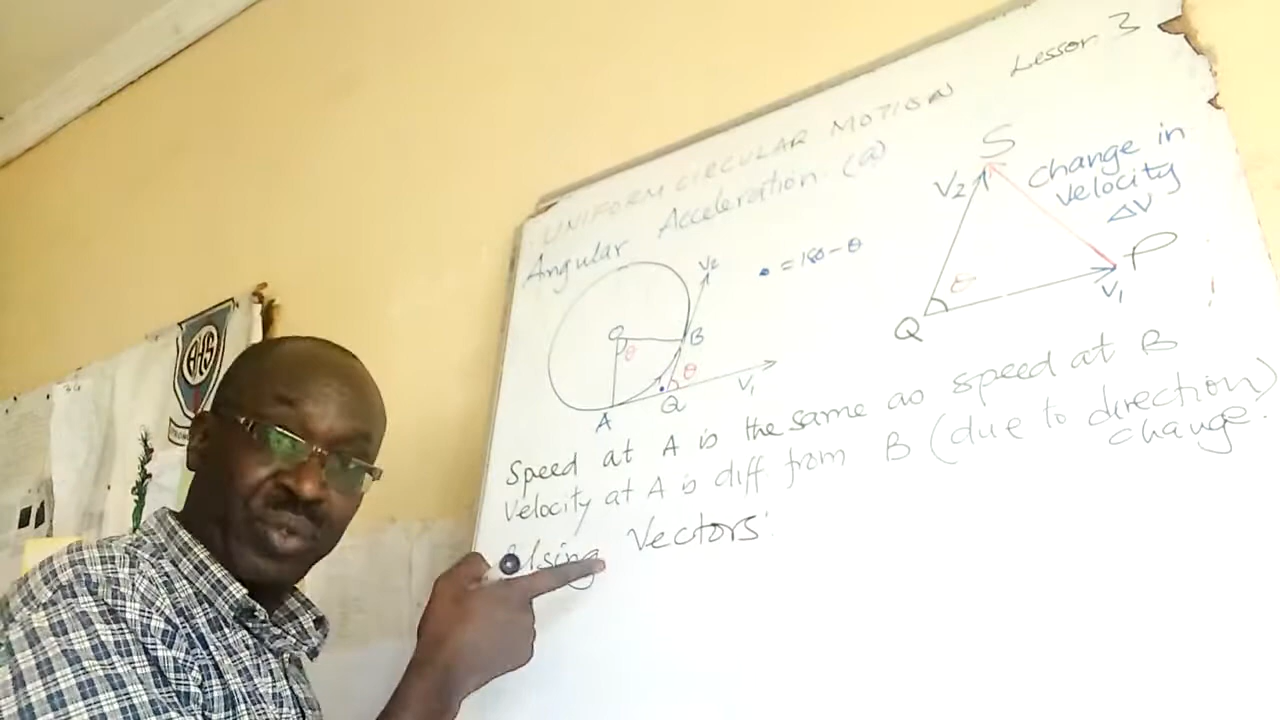 UNIFORM CIRCULAR MOTION Lesson 3
Angular Acceleration (a)
V2
• = 180 - θ
O
θ
B
θ
A
Q
V1
S
V2
change in
velocity
ΔV
P
θ
V1
Q
Speed at A is the same as speed at B
Velocity at A is diff from B (due to direction)
change.
Using Vectors:
AHS